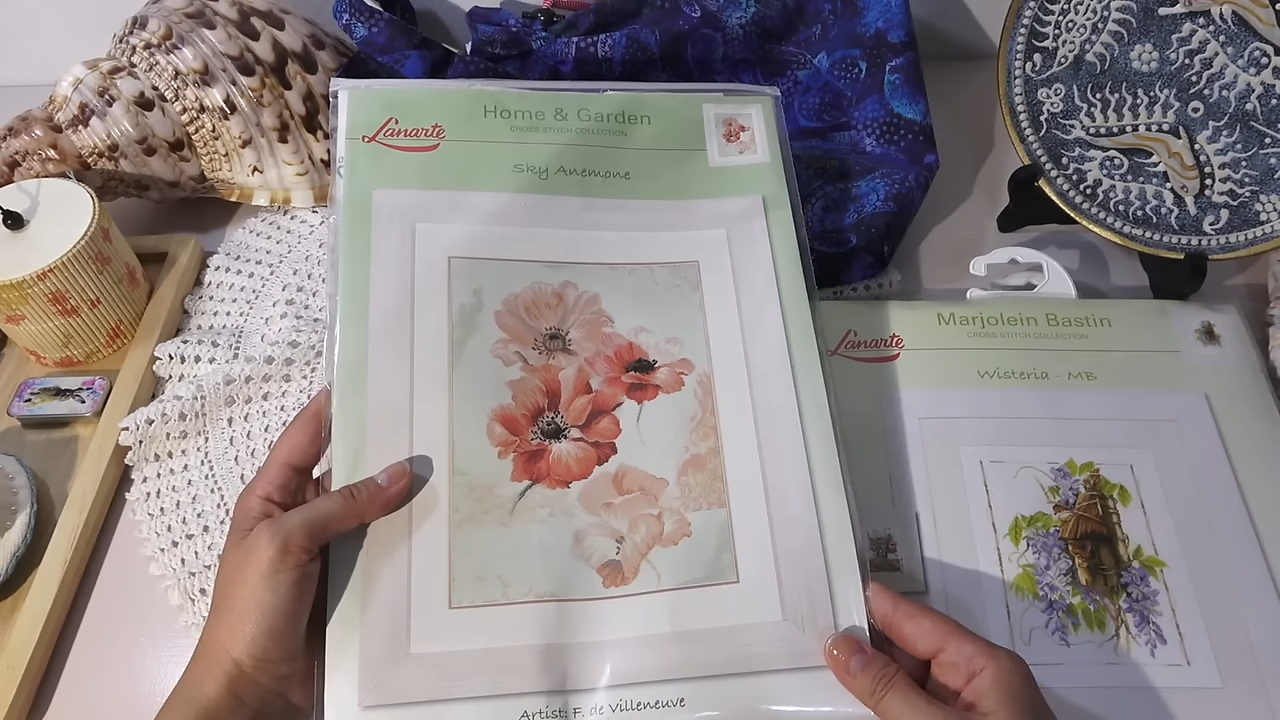 Home & Garden
Lanarte
CROSS STITCH COLLECTION
Sky Anemone
Artist: F. de Villeneuve
Marjolein Bastin
Lanarte
CROSS STITCH COLLECTION
Wisteria - MB